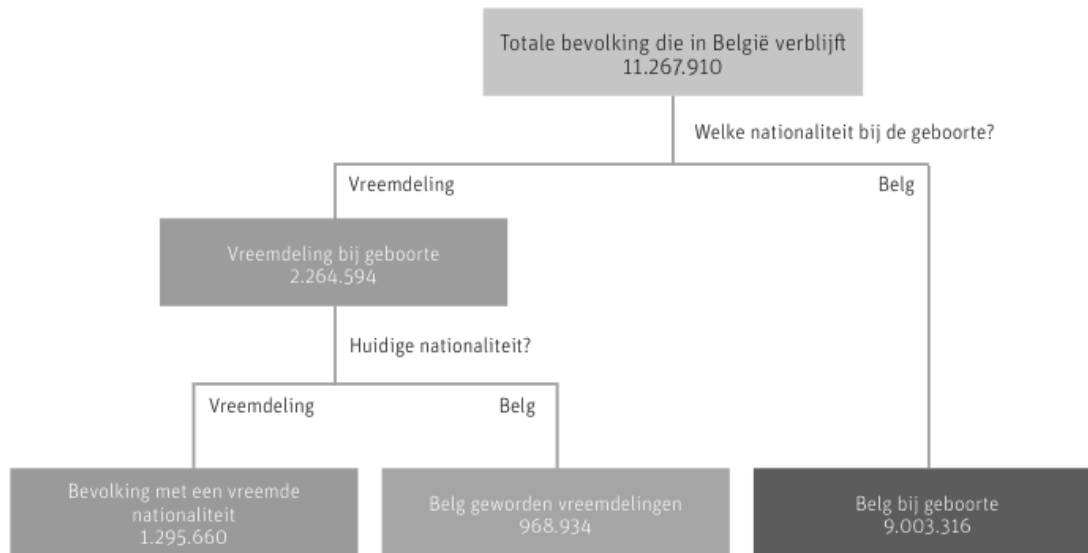 Totale bevolking die in België verblijft
11.267.910
Welke nationaliteit bij de geboorte?
Vreemdeling
Belg
Vreemdeling bij geboorte
2.264.594
Huidige nationaliteit?
Vreemdeling
Belg
Bevolking met een vreemde
nationaliteit
1.295.660
Belg geworden vreemdelingen
968.934
Belg bij geboorte
9.003.316